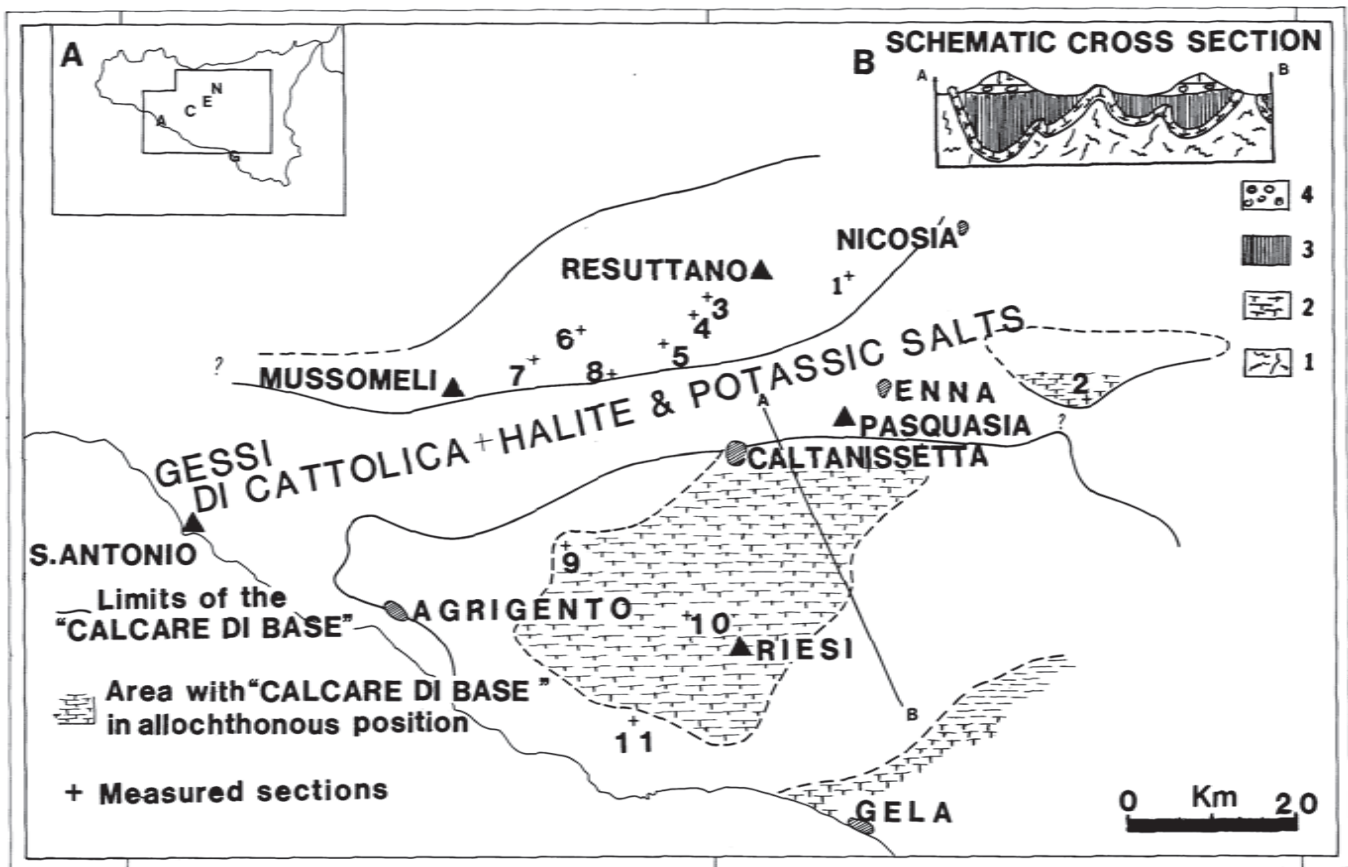 A
N
E
C
A
G
SCHEMATIC CROSS SECTION
B
A
B
4
3
2
1
NICOSIA
RESUTTANO
1
3
4
6
5
7
8
?
MUSSOMELI
GESSI
DI CATTOLICA + HALITE & POTASSIC SALTS
2
ENNA
A
PASQUASIA
?
CALTANISSETTA
S.ANTONIO
9
AGRIGENTO
10
RIESI
Limits of the
"CALCARE DI BASE"
Area with "CALCARE DI BASE"
in allochthonous position
B
11
+ Measured sections
GELA
0 Km 20